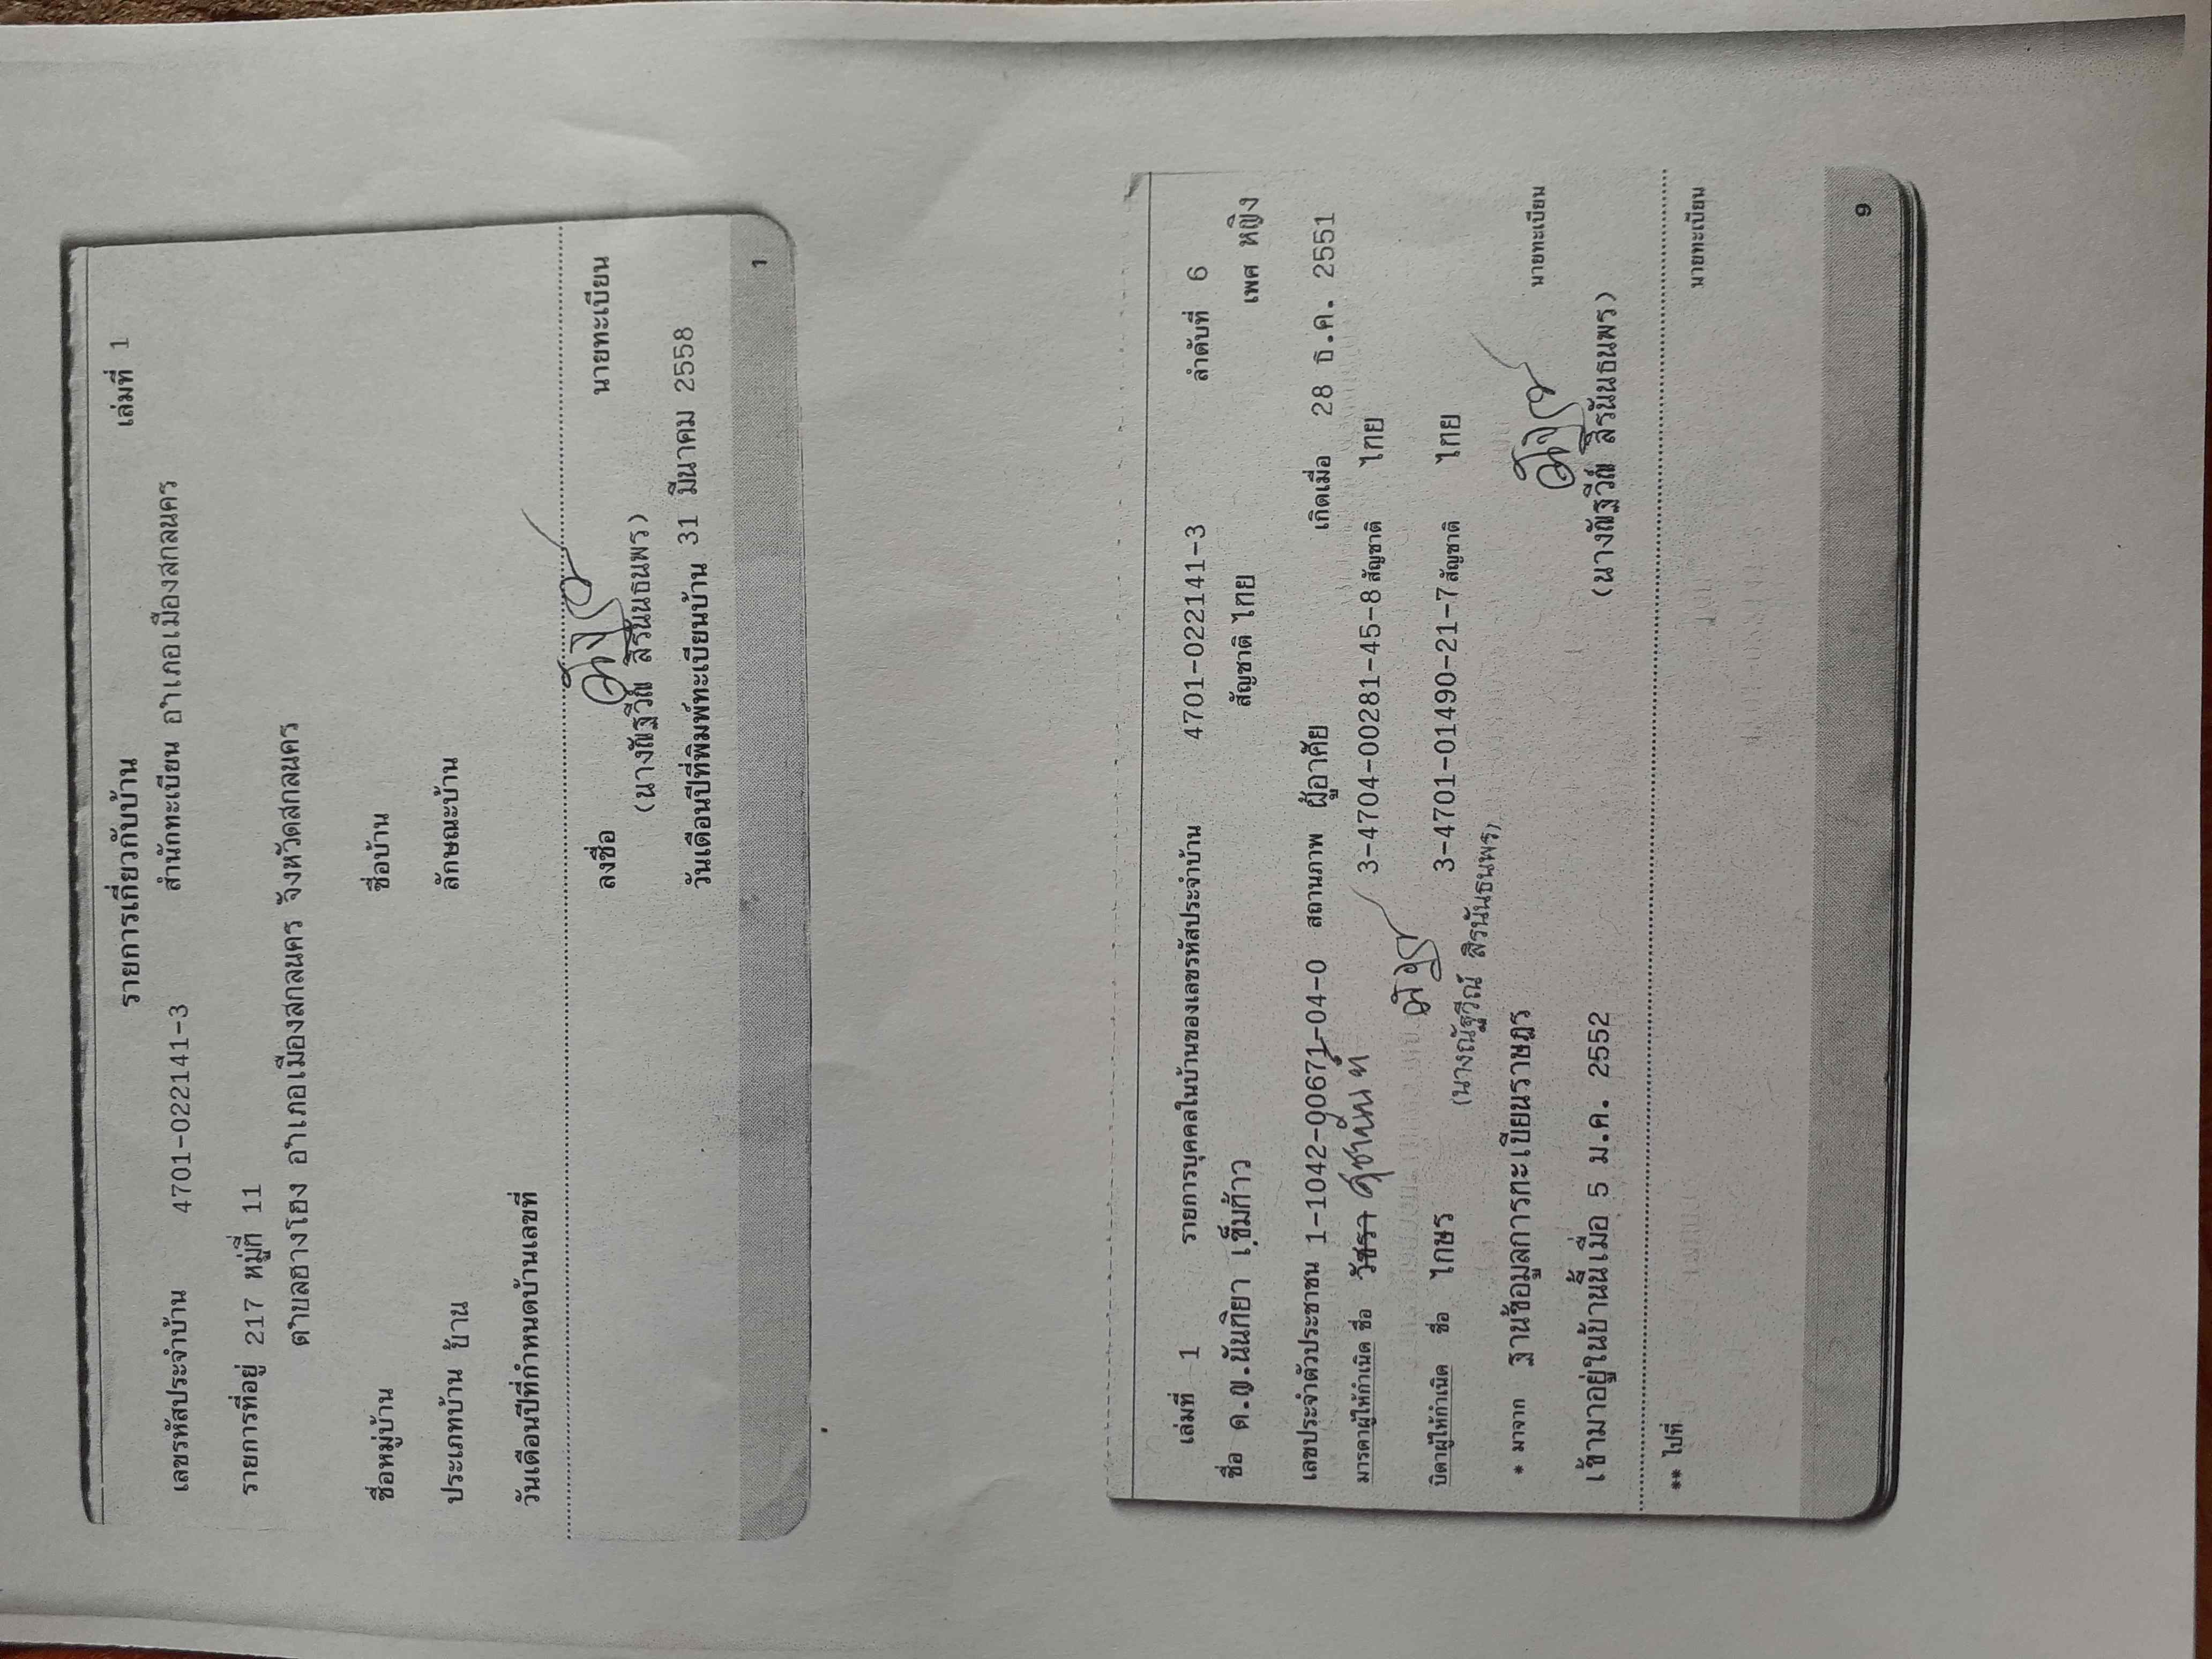 รายการเกี่ยวกับบ้าน เล่มที่ 1
เลขรหัสประจำบ้าน 4701-022141-3 สำนักทะเบียน อำเภอเมืองสกลนคร
รายการที่อยู่ 217 หมู่ที่ 11
ตำบลฮางโฮง อำเภอเมืองสกลนคร จังหวัดสกลนคร
ชื่อหมู่บ้าน ชื่อบ้าน
ประเภทบ้าน บ้าน ลักษณะบ้าน
วันเดือนปีที่กำหนดบ้านเลขที่
ลงชื่อ นายทะเบียน
(นางณัฐวีณ์ สิรนันธนพร)
วันเดือนปีที่พิมพ์ทะเบียนบ้าน 31 มีนาคม 2558
1
เล่มที่ 1 รายการบุคคลในบ้านของเลขรหัสประจำบ้าน 4701-022141-3 ลำดับที่ 6
ชื่อ ด.ญ.นันทิยา เข็มก้าว สัญชาติ ไทย เพศ หญิง
เลขประจำตัวประชาชน 1-1042-00671-04-0 สถานภาพ ผู้อาศัย เกิดเมื่อ 28 ธ.ค. 2551
มารดาผู้ให้กำเนิด ชื่อ วัชรา สุชานันท์ 3-4704-00281-45-8 สัญชาติ ไทย
บิดาผู้ให้กำเนิด ชื่อ ไกษร 3-4701-01490-21-7 สัญชาติ ไทย
(นางณัฐวีณ์ สิรนันธนพร)
* มาจาก ฐานข้อมูลการทะเบียนราษฎร นายทะเบียน
เข้ามาอยู่ในบ้านนี้เมื่อ 5 ม.ค. 2552 (นางณัฐวีณ์ สิรนันธนพร)
** ไปที่ นายทะเบียน
9